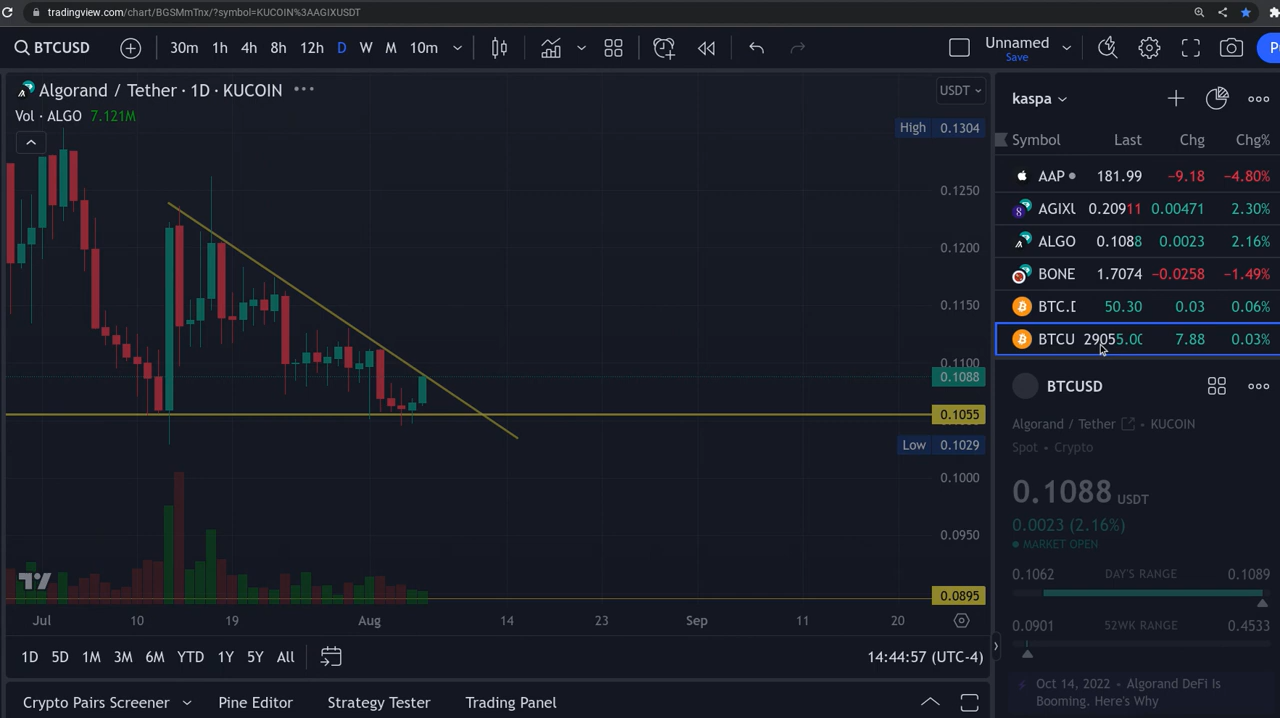 tradingview.com/chart/BGSMmTnx/?symbol=KUCOIN%3AAGIXUSDT
BTCUSD 30m 1h 4h 8h 12h D W M 10m Unnamed Save
Algorand / Tether · 1D · KUCOIN
USDT
Vol · ALGO 7.121M
High 0.1304
0.1250
0.1200
0.1150
0.1100
0.1088
0.1055
Low 0.1029
0.1000
0.0950
0.0895
Jul 10 19 Aug 14 23 Sep 11 20
1D 5D 1M 3M 6M YTD 1Y 5Y All 14:44:57 (UTC-4)
Crypto Pairs Screener Pine Editor Strategy Tester Trading Panel
kaspa
Symbol Last Chg Chg%
AAP 181.99 −9.18 −4.80%
AGIXU 0.20911 0.00471 2.30%
ALGO 0.1088 0.0023 2.16%
BONE 1.7074 −0.0258 −1.49%
BTC.D 50.30 0.03 0.06%
BTCU 29055.00 7.88 0.03%
BTCUSD
Algorand / Tether · KUCOIN
Spot · Crypto
0.1088 USDT
0.0023 (2.16%)
MARKET OPEN
0.1062 DAY'S RANGE 0.1089
0.0901 52WK RANGE 0.4533
Oct 14, 2022 · Algorand DeFi Is
Booming. Here's Why